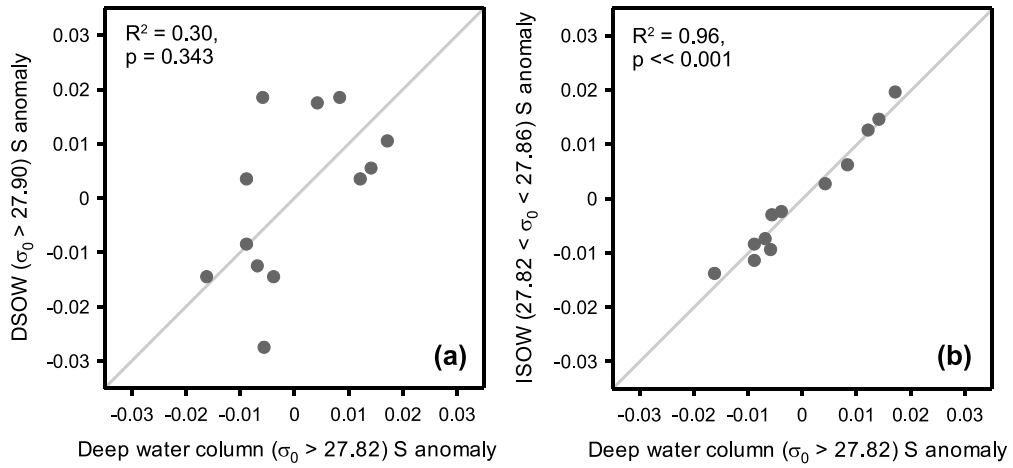 R² = 0.30,
p = 0.343
DSOW (σ₀ > 27.90) S anomaly
0.03
0.02
0.01
0
-0.01
-0.02
-0.03
(a)
-0.03 -0.02 -0.01 0 0.01 0.02 0.03
Deep water column (σ₀ > 27.82) S anomaly
R² = 0.96,
p << 0.001
ISOW (27.82 < σ₀ < 27.86) S anomaly
0.03
0.02
0.01
0
-0.01
-0.02
-0.03
(b)
-0.03 -0.02 -0.01 0 0.01 0.02 0.03
Deep water column (σ₀ > 27.82) S anomaly